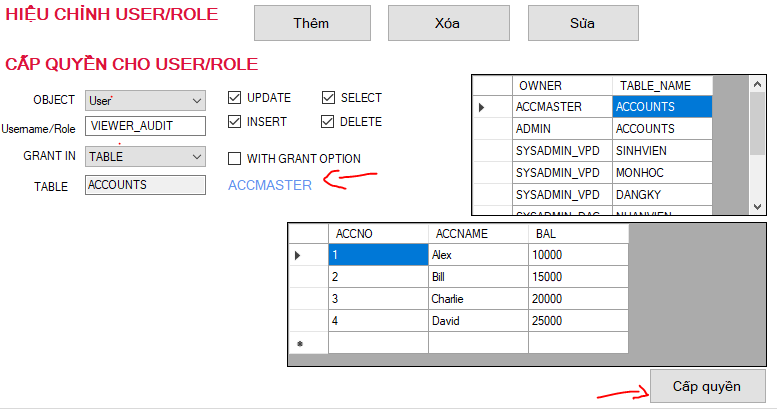 HIỆU CHỈNH USER/ROLE
Thêm
Xóa
Sửa
CẤP QUYỀN CHO USER/ROLE
OBJECT
User*
UPDATE
SELECT
Username/Role
VIEWER_AUDIT
INSERT
DELETE
GRANT IN
TABLE
WITH GRANT OPTION
TABLE
ACCOUNTS
ACCMASTER
OWNER TABLE_NAME
ACCMASTER ACCOUNTS
ADMIN ACCOUNTS
SYSADMIN_VPD SINHVIEN
SYSADMIN_VPD MONHOC
SYSADMIN_VPD DANGKY
SYSADMIN_DAC NHANVIEN
ACCNO ACCNAME BAL
1 Alex 10000
2 Bill 15000
3 Charlie 20000
4 David 25000
Cấp quyền